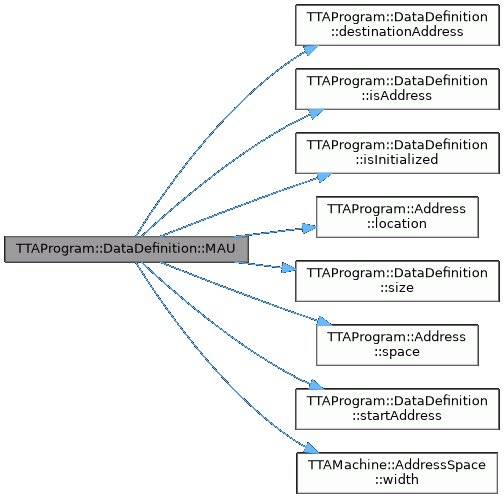 TTAProgram::DataDefinition::MAU
TTAProgram::DataDefinition
::destinationAddress
TTAProgram::DataDefinition
::isAddress
TTAProgram::DataDefinition
::isInitialized
TTAProgram::Address
::location
TTAProgram::DataDefinition
::size
TTAProgram::Address
::space
TTAProgram::DataDefinition
::startAddress
TTAMachine::AddressSpace
::width